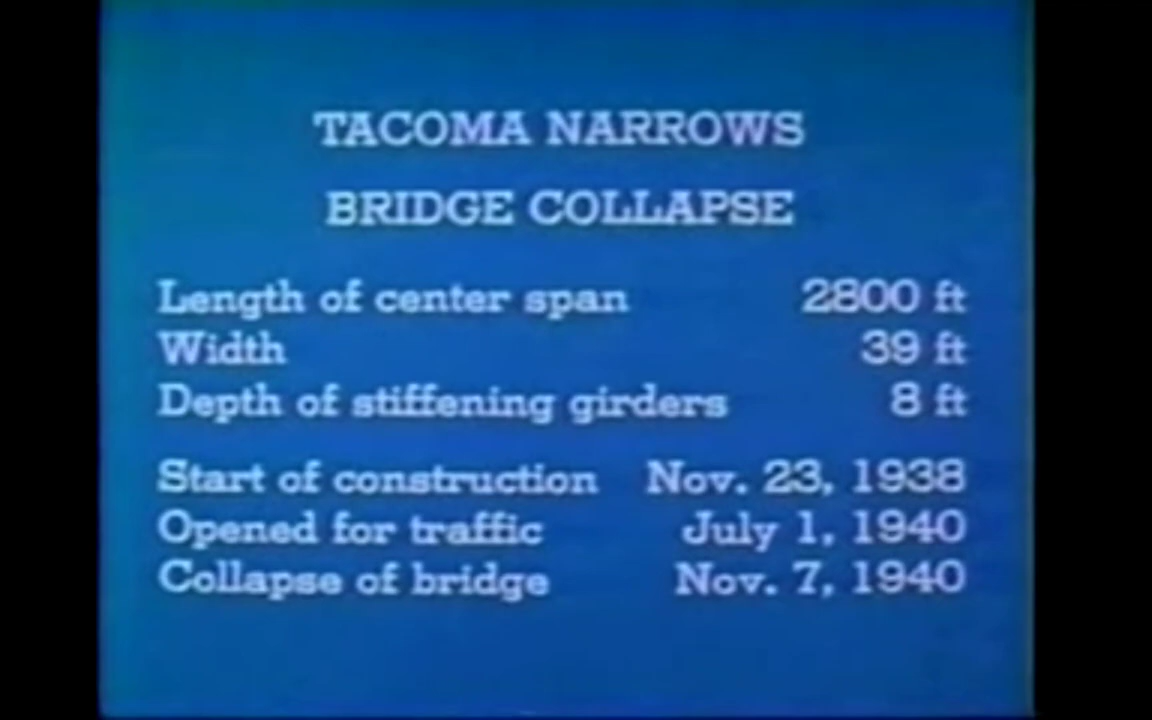 TACOMA NARROWS
BRIDGE COLLAPSE
Length of center span 2800 ft
Width 39 ft
Depth of stiffening girders 8 ft
Start of construction Nov. 23, 1938
Opened for traffic July 1, 1940
Collapse of bridge Nov. 7, 1940